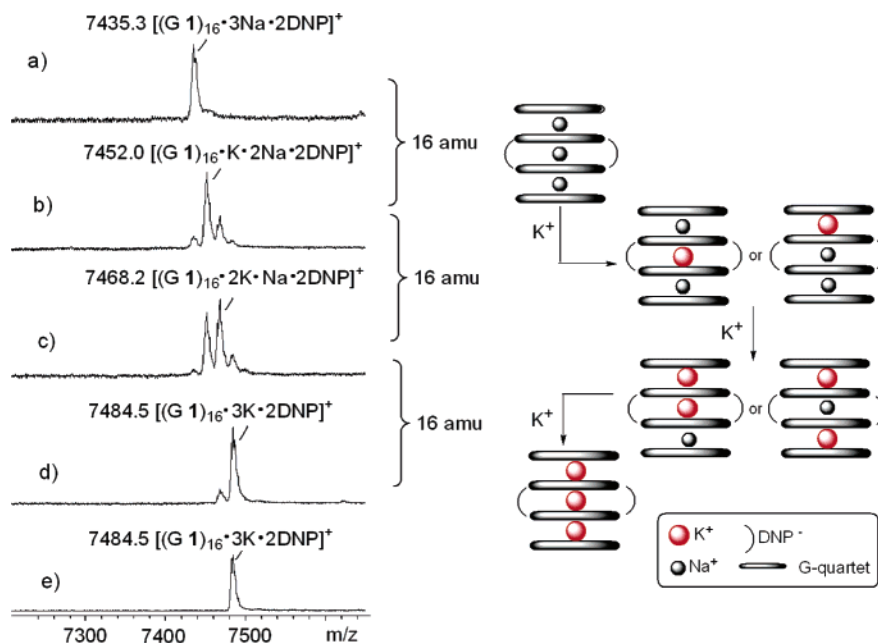 7435.3 [(G 1)₁₆•3Na•2DNP]⁺
a)
16 amu
7452.0 [(G 1)₁₆•K•2Na•2DNP]⁺
b)
16 amu
7468.2 [(G 1)₁₆•2K•Na•2DNP]⁺
c)
16 amu
7484.5 [(G 1)₁₆•3K•2DNP]⁺
d)
7484.5 [(G 1)₁₆•3K•2DNP]⁺
e)
7300 7400 7500 m/z
K⁺
or
K⁺
or
K⁺
K⁺ DNP⁻
Na⁺ G-quartet